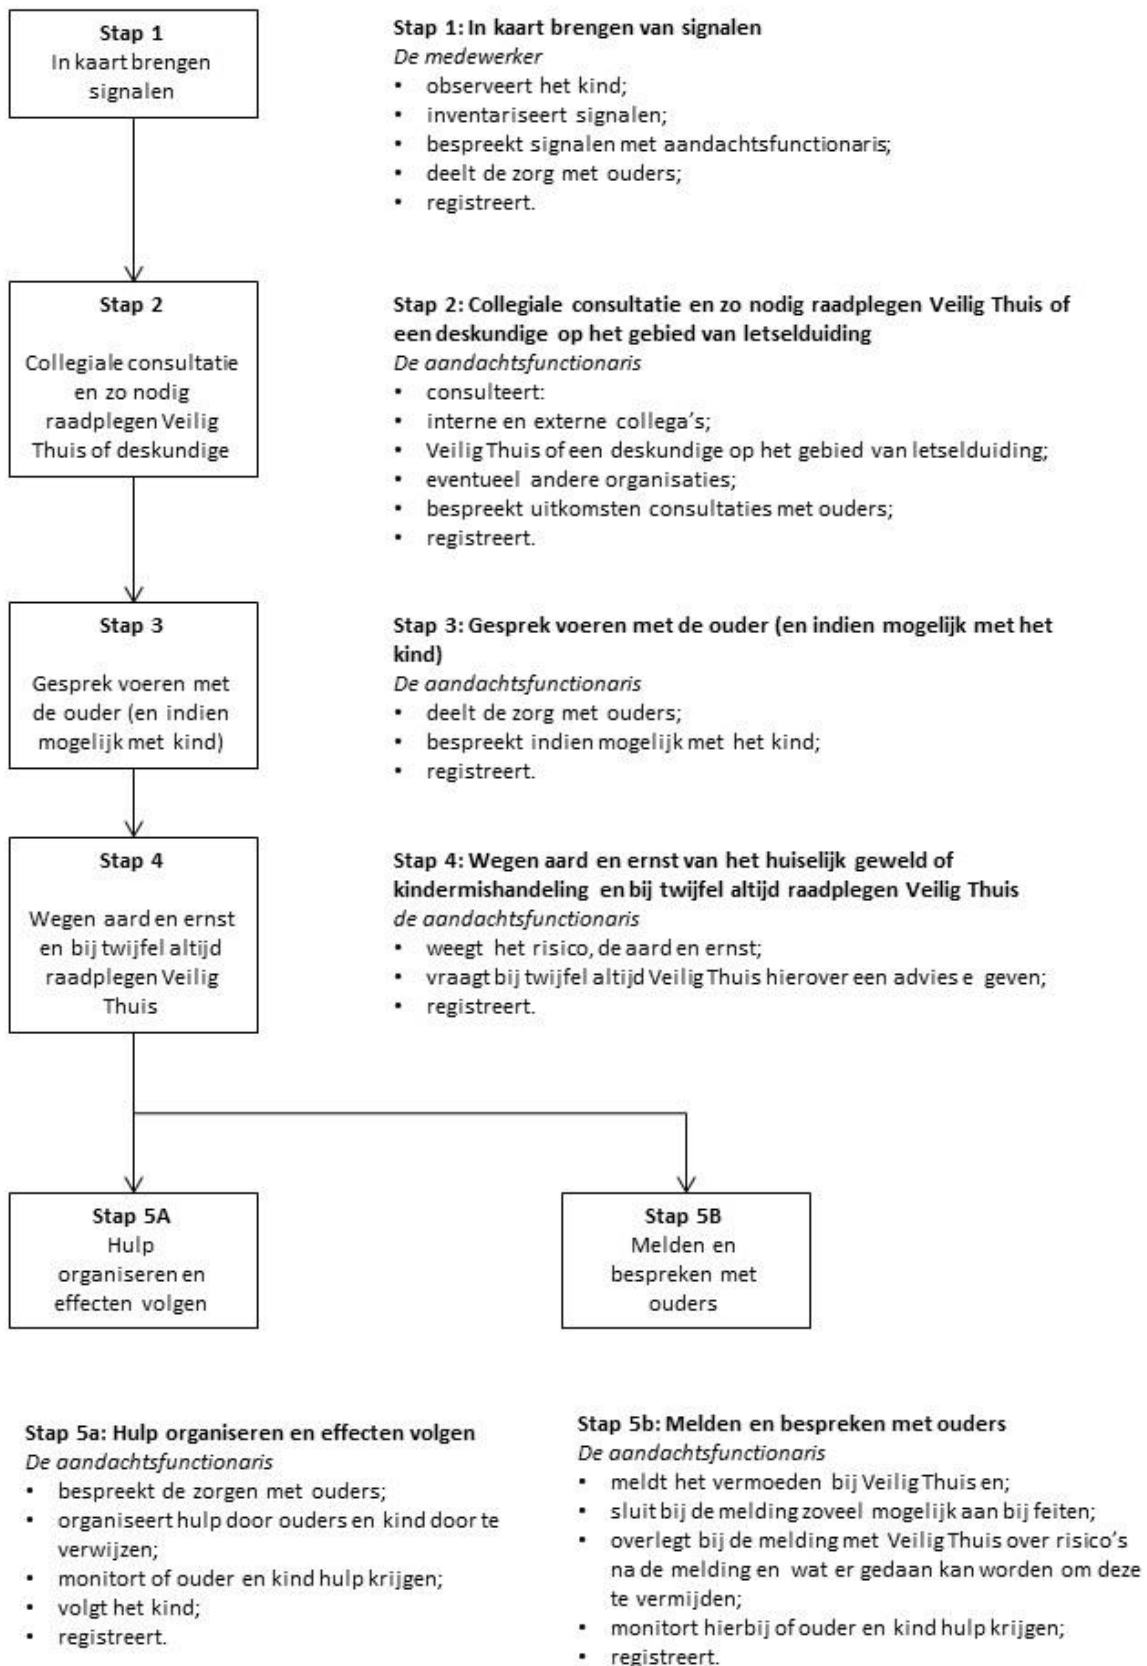 Stap 1
In kaart brengen
signalen
Stap 1: In kaart brengen van signalen
De medewerker
• observeert het kind;
• inventariseert signalen;
• bespreekt signalen met aandachtsfunctionaris;
• deelt de zorg met ouders;
• registreert.
Stap 2
Collegiale consultatie
en zo nodig
raadplegen Veilig
Thuis of deskundige
Stap 2: Collegiale consultatie en zo nodig raadplegen Veilig Thuis of
een deskundige op het gebied van letselduiding
De aandachtsfunctionaris
• consulteert:
• interne en externe collega's;
• Veilig Thuis of een deskundige op het gebied van letselduiding;
• eventueel andere organisaties;
• bespreekt uitkomsten consultaties met ouders;
• registreert.
Stap 3
Gesprek voeren met
de ouder (en indien
mogelijk met kind)
Stap 3: Gesprek voeren met de ouder (en indien mogelijk met het
kind)
De aandachtsfunctionaris
• deelt de zorg met ouders;
• bespreekt indien mogelijk met het kind;
• registreert.
Stap 4
Wegen aard en ernst
en bij twijfel altijd
raadplegen Veilig
Thuis
Stap 4: Wegen aard en ernst van het huiselijk geweld of
kindermishandeling en bij twijfel altijd raadplegen Veilig Thuis
de aandachtsfunctionaris
• weegt het risico, de aard en ernst;
• vraagt bij twijfel altijd Veilig Thuis hierover een advies e geven;
• registreert.
Stap 5A
Hulp
organiseren en
effecten volgen
Stap 5B
Melden en
bespreken met
ouders
Stap 5a: Hulp organiseren en effecten volgen
De aandachtsfunctionaris
• bespreekt de zorgen met ouders;
• organiseert hulp door ouders en kind door te
verwijzen;
• monitort of ouder en kind hulp krijgen;
• volgt het kind;
• registreert.
Stap 5b: Melden en bespreken met ouders
De aandachtsfunctionaris
• meldt het vermoeden bij Veilig Thuis en;
• sluit bij de melding zoveel mogelijk aan bij feiten;
• overlegt bij de melding met Veilig Thuis over risico's
na de melding en wat er gedaan kan worden om deze
te vermijden;
• monitort hierbij of ouder en kind hulp krijgen;
• registreert.